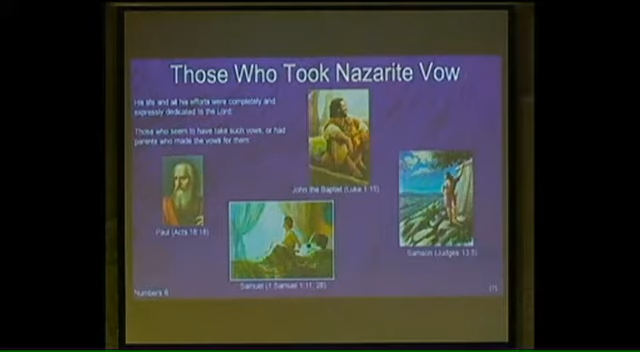 Those Who Took Nazarite Vow
His life and all his efforts were completely and
expressly dedicated to the Lord.
Those who seem to have take such vows, or had
parents who made the vows for them
John the Baptist (Luke 1:15)
Paul (Acts 18:18)
Samson (Judges 13:5)
Samuel (1 Samuel 1:11, 28)
Numbers 6